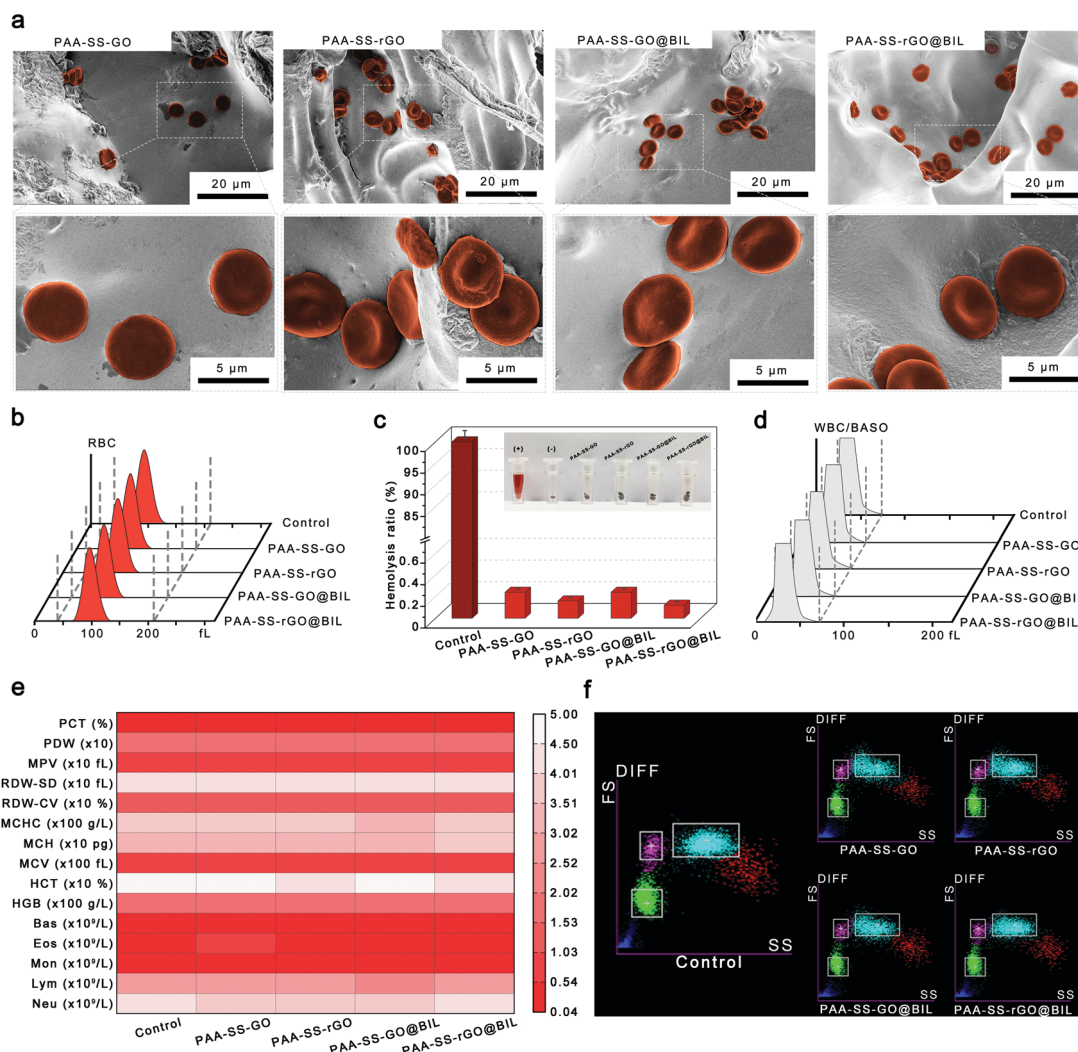 a
PAA-SS-GO
PAA-SS-rGO
PAA-SS-GO@BIL
PAA-SS-rGO@BIL
20 μm
20 μm
20 μm
20 μm
5 μm
5 μm
5 μm
5 μm
b
RBC
Control
PAA-SS-GO
PAA-SS-rGO
PAA-SS-GO@BIL
PAA-SS-rGO@BIL
0 100 200 fL
c
Hemolysis ratio (%)
100
95
90
85
0.6
0.4
0.2
0
(+) (-) PAA-SS-GO PAA-SS-rGO PAA-SS-GO@BIL PAA-SS-rGO@BIL
Control
PAA-SS-GO
PAA-SS-rGO
PAA-SS-GO@BIL
PAA-SS-rGO@BIL
d
WBC/BASO
Control
PAA-SS-GO
PAA-SS-rGO
PAA-SS-GO@BI
PAA-SS-rGO@BIL
0 100 200 fL
e
PCT (%)
PDW (x10)
MPV (x10 fL)
RDW-SD (x10 fL)
RDW-CV (x10 %)
MCHC (x100 g/L)
MCH (x10 pg)
MCV (x100 fL)
HCT (x10 %)
HGB (x100 g/L)
Bas (x10⁹/L)
Eos (x10⁹/L)
Mon (x10⁹/L)
Lym (x10⁹/L)
Neu (x10⁹/L)
Control
PAA-SS-GO
PAA-SS-rGO
PAA-SS-GO@BIL
PAA-SS-rGO@BIL
5.00
4.50
4.01
3.51
3.02
2.52
2.02
1.53
1.03
0.54
0.04
f
DIFF
FS
SS
Control
DIFF
FS
SS
PAA-SS-GO
DIFF
FS
SS
PAA-SS-rGO
DIFF
FS
SS
PAA-SS-GO@BIL
DIFF
FS
SS
PAA-SS-rGO@BIL